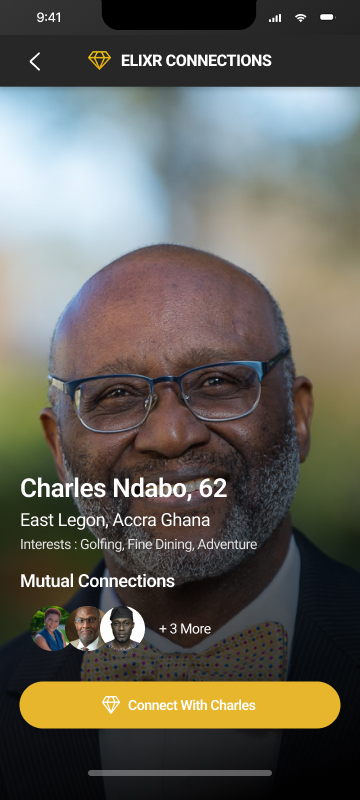 9:41
ELIXR CONNECTIONS
Charles Ndabo, 62
East Legon, Accra Ghana
Interests : Golfing, Fine Dining, Adventure
Mutual Connections
+ 3 More
Connect With Charles